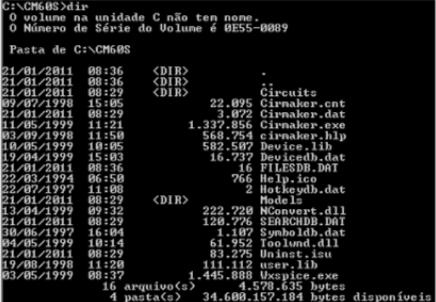 C:\CM60S>dir
O volume na unidade C não tem nome.
O Número de Série do Volume é 0E55-0089
Pasta de C:\CM60S
21/01/2011 08:36 <DIR> .
21/01/2011 08:36 <DIR> ..
21/01/2011 08:29 <DIR> Circuits
09/07/1998 15:05 22.095 Cirmaker.cnt
21/01/2011 08:29 3.072 Cirmaker.dat
11/05/1999 11:21 1.337.856 Cirmaker.exe
03/09/1998 11:50 568.754 cirmaker.hlp
10/05/1999 10:05 582.507 Device.lib
19/04/1999 15:03 16.737 Devicedb.dat
21/01/2011 08:36 16 FILESDB.DAT
22/03/1994 06:50 766 Help.ico
22/07/1997 11:08 2 Hotkeydb.dat
21/01/2011 08:29 <DIR> Models
13/04/1999 09:32 222.720 NConvert.dll
21/01/2011 08:29 120.776 SEARCHDB.DAT
30/06/1997 16:04 1.107 Symboldb.dat
04/05/1999 10:14 61.952 Toolwnd.dll
21/01/2011 08:29 83.275 Uninst.isu
19/08/1998 11:20 111.112 user.lib
03/05/1999 08:37 1.445.888 Wxspice.exe
16 arquivo(s) 4.578.635 bytes
4 pasta(s) 34.600.157.184 bytes disponíveis